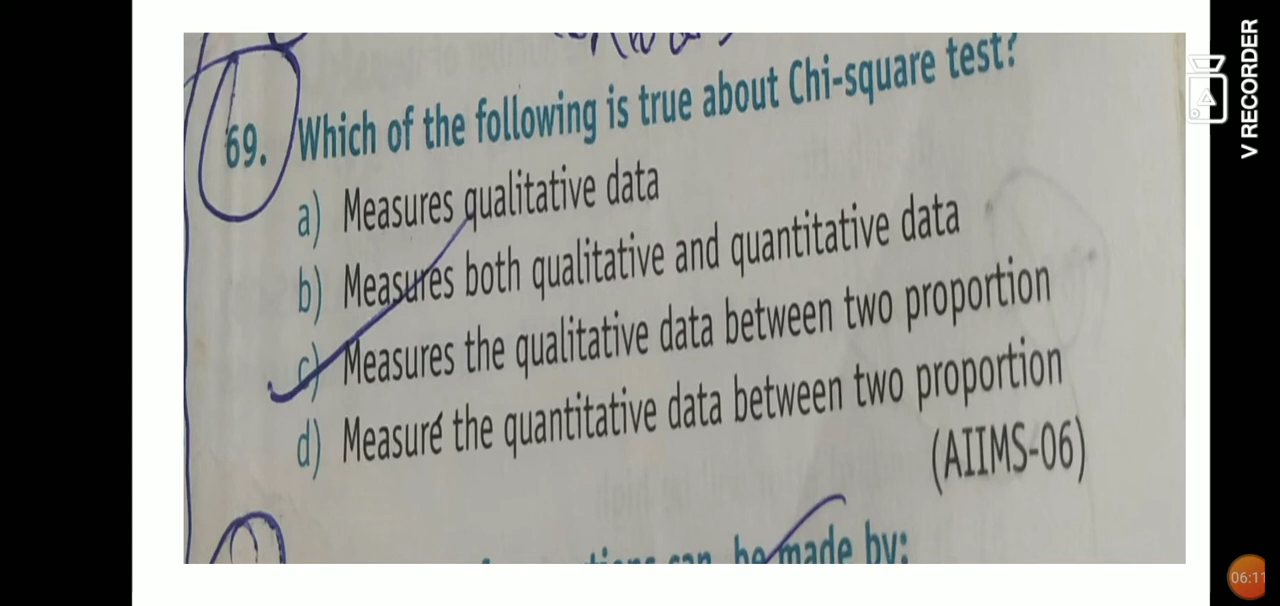 69. Which of the following is true about Chi-square test?
a) Measures qualitative data
b) Measures both qualitative and quantitative data
c) Measures the qualitative data between two proportion
d) Measure the quantitative data between two proportion
(AIIMS-06)
can be made by:
V RECORDER
06:11